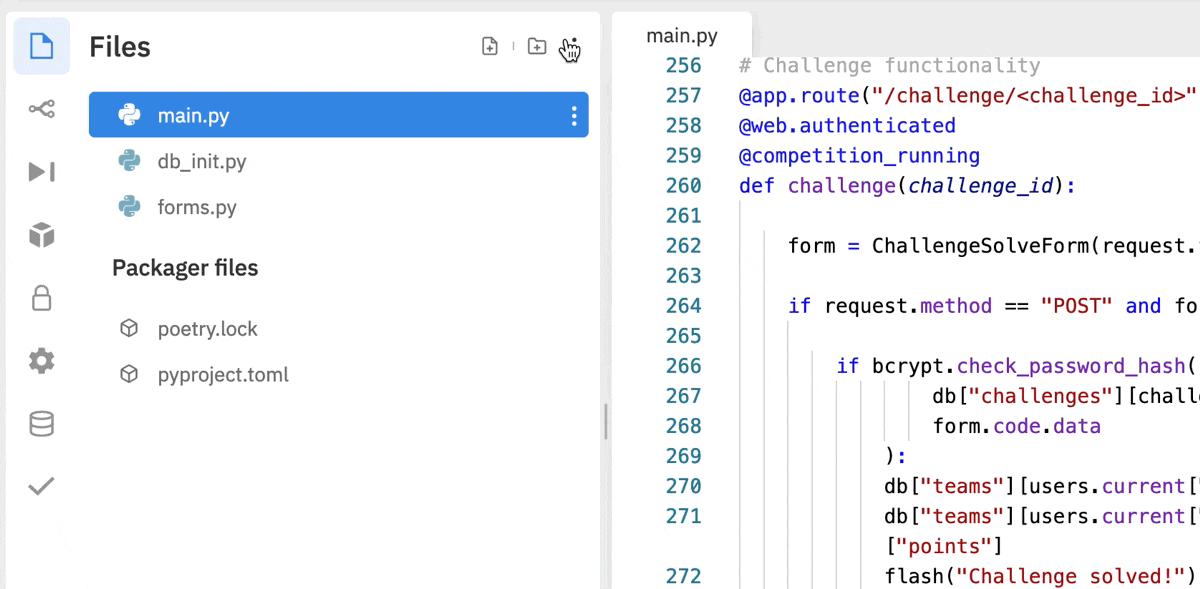 Files
main.py
db_init.py
forms.py
Packager files
poetry.lock
pyproject.toml
main.py
256 # Challenge functionality
257 @app.route("/challenge/<challenge_id>"
258 @web.authenticated
259 @competition_running
260 def challenge(challenge_id):
261
262 form = ChallengeSolveForm(request.
263
264 if request.method == "POST" and fo
265
266 if bcrypt.check_password_hash(
267 db["challenges"][chall
268 form.code.data
269 ):
270 db["teams"][users.current["
271 db["teams"][users.current["
["points"]
272 flash("Challenge solved!")